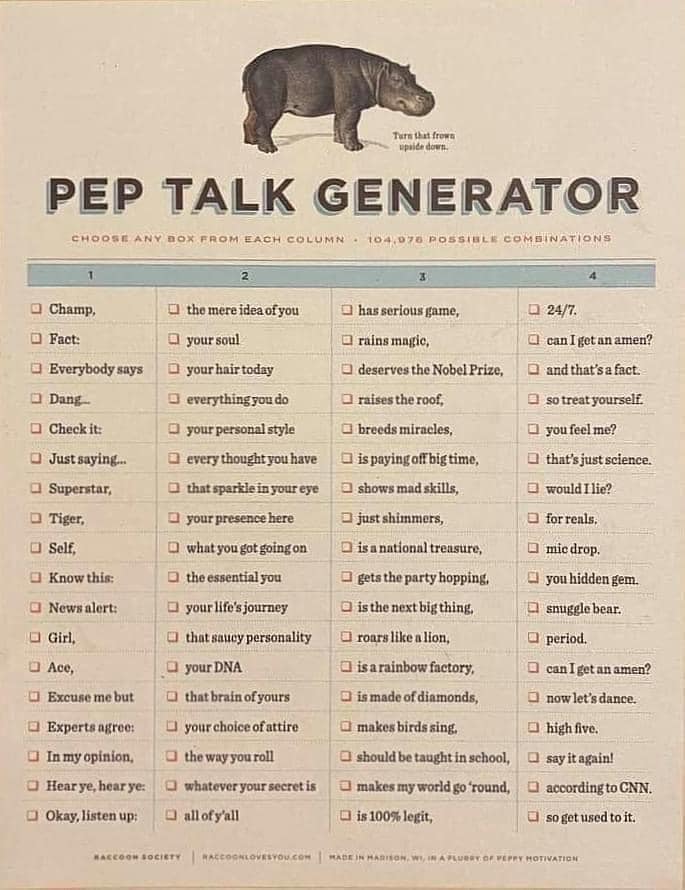 Turn that frown
upside down.
PEP TALK GENERATOR
CHOOSE ANY BOX FROM EACH COLUMN • 104,976 POSSIBLE COMBINATIONS
1 2 3 4
Champ, the mere idea of you has serious game, 24/7.
Fact: your soul rains magic, can I get an amen?
Everybody says your hair today deserves the Nobel Prize, and that's a fact.
Dang... everything you do raises the roof, so treat yourself.
Check it: your personal style breeds miracles, you feel me?
Just saying... every thought you have is paying off big time, that's just science.
Superstar, that sparkle in your eye shows mad skills, would I lie?
Tiger, your presence here just shimmers, for reals.
Self, what you got going on is a national treasure, mic drop.
Know this: the essential you gets the party hopping, you hidden gem.
News alert: your life's journey is the next big thing, snuggle bear.
Girl, that saucy personality roars like a lion, period.
Ace, your DNA is a rainbow factory, can I get an amen?
Excuse me but that brain of yours is made of diamonds, now let's dance.
Experts agree: your choice of attire makes birds sing, high five.
In my opinion, the way you roll should be taught in school, say it again!
Hear ye, hear ye: whatever your secret is makes my world go 'round, according to CNN.
Okay, listen up: all of y'all is 100% legit, so get used to it.
RACCOON SOCIETY | RACCOONLOVESYOU.COM | MADE IN MADISON, WI, IN A FLURRY OF PEPPY MOTIVATION